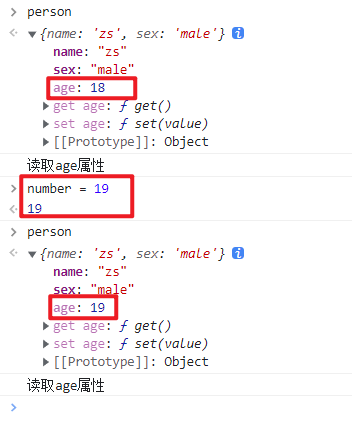 person
{name: 'zs', sex: 'male'} i
name: "zs"
sex: "male"
age: 18
get age: ƒ get()
set age: ƒ set(value)
[[Prototype]]: Object
读取age属性
number = 19
19
person
{name: 'zs', sex: 'male'} i
name: "zs"
sex: "male"
age: 19
get age: ƒ get()
set age: ƒ set(value)
[[Prototype]]: Object
读取age属性